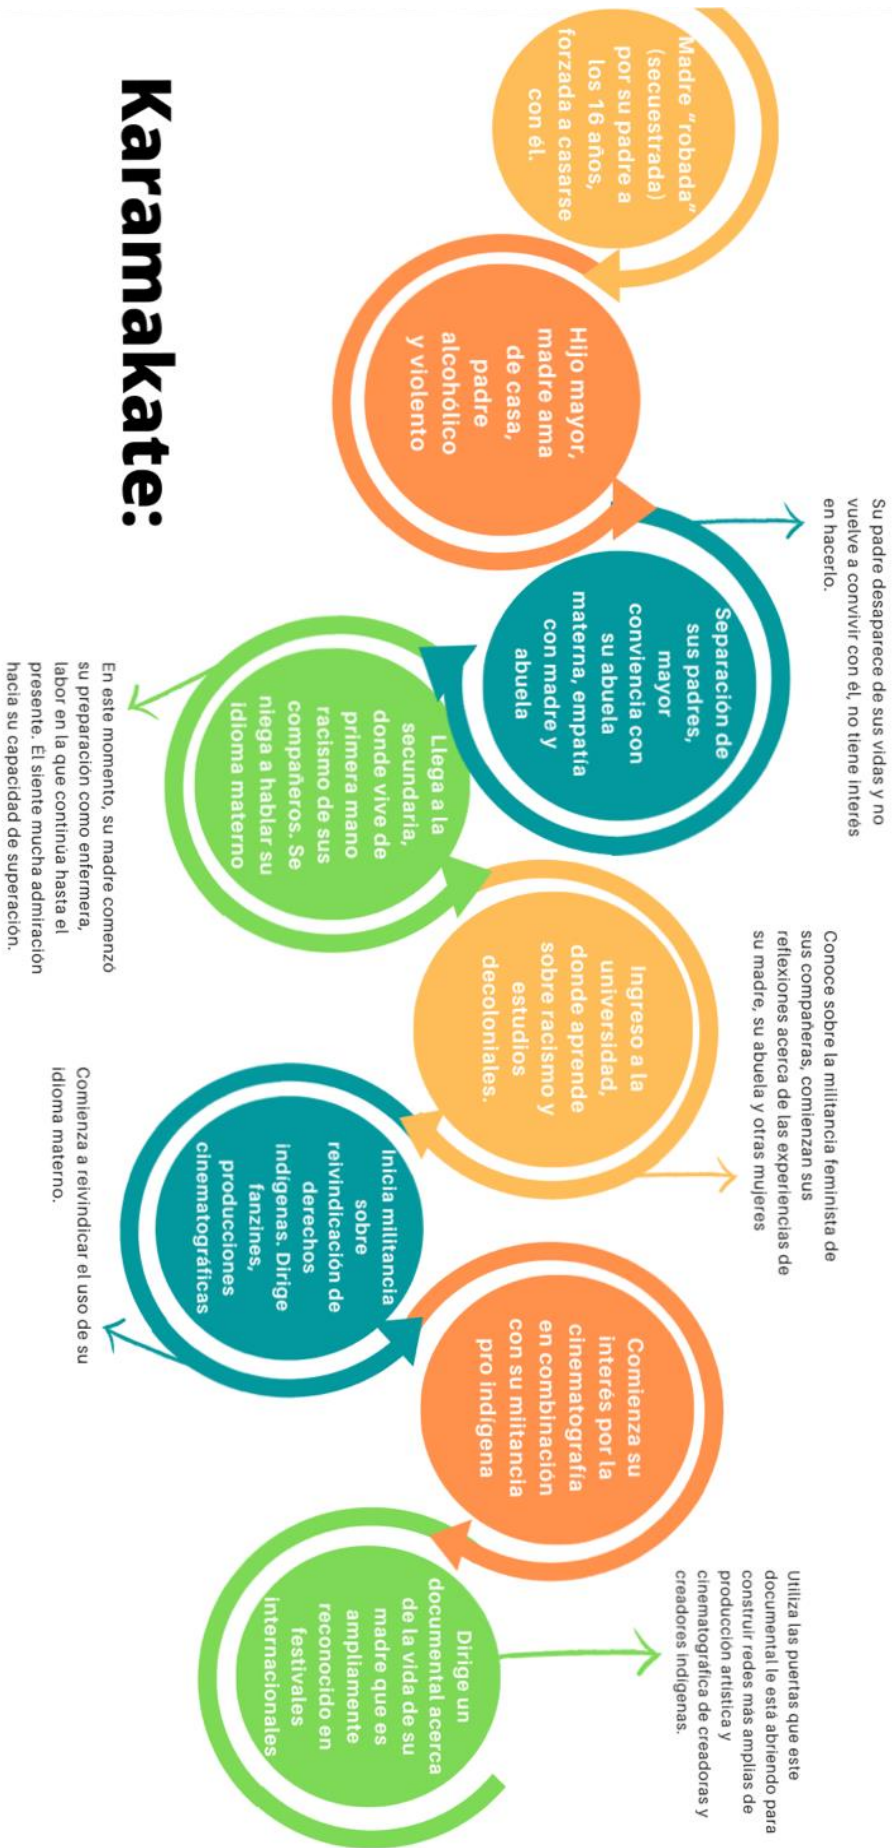 Karamakate:
Madre "robada"
(secuestrada)
por su padre a
los 16 años,
forzada a casarse
con él.
Hijo mayor,
madre ama
de casa,
padre
alcohólico
y violento
Su padre desaparece de sus vidas y no
vuelve a convivir con el, no tiene interés
en hacerlo.
Separación de
sus padres,
mayor
conviencia con
su abuela
materna, empatía
con madre y
abuela
Llega a la
secundaria,
donde vive de
primera mano
racismo de sus
compañeros. Se
niega a hablar su
idioma materno
En este momento, su madre comenzó
su preparación como enfermera,
labor en la que continúa hasta el
presente. Él siente mucha admiración
hacia su capacidad de superación.
Conoce sobre la militancia feminista de
sus compañeras, comienzan sus
reflexiones acerca de las experiencias de
su madre, su abuela y otras mujeres
Ingreso a la
universidad,
donde aprende
sobre racismo y
estudios
decoloniales.
Inicia militancia
sobre
reivindicación de
derechos
indígenas. Dirige
fanzines,
producciones
cinematográficas
Comienza a reivindicar el uso de su
idioma materno.
Comienza su
interés por la
cinematografía
en combinación
con su miitancia
pro indígena
Utiliza las puertas que este
documental le está abriendo para
construir redes más amplias de
producción artística y
cinematográfica de creadoras y
creadores indígenas.
Dirige un
documental acerca
de la vida de su
madre que es
ampliamente
reconocido en
festivales
internacionales